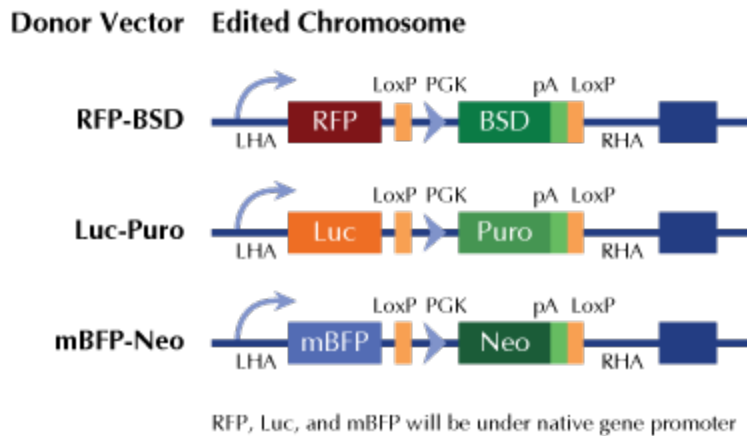 Donor Vector Edited Chromosome
LoxP PGK pA LoxP
RFP-BSD RFP BSD
LHA RHA
LoxP PGK pA LoxP
Luc-Puro Luc Puro
LHA RHA
LoxP PGK pA LoxP
mBFP-Neo mBFP Neo
LHA RHA
RFP, Luc, and mBFP will be under native gene promoter